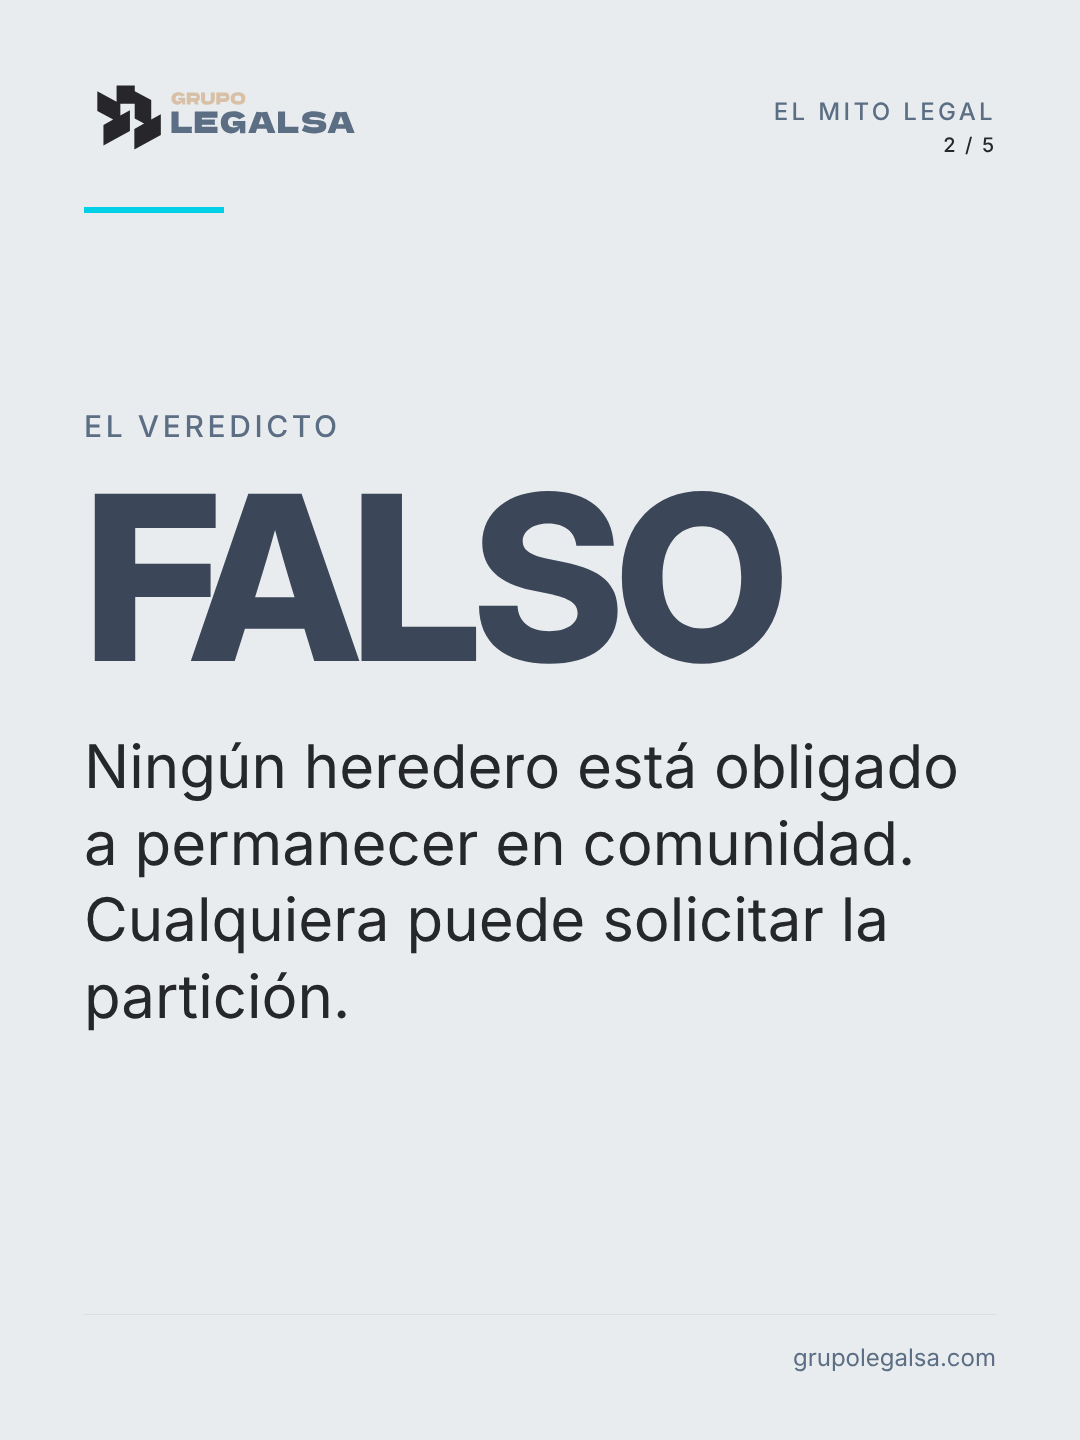 GRUPO
LEGALSA
EL MITO LEGAL
2 / 5
EL VEREDICTO
FALSO
Ningún heredero está obligado
a permanecer en comunidad.
Cualquiera puede solicitar la
partición.
grupolegalsa.com